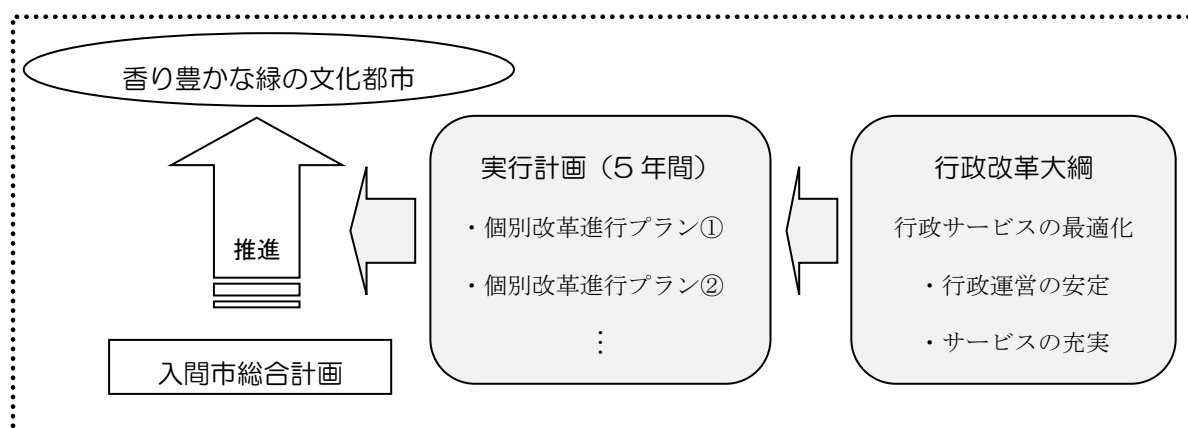 香り豊かな緑の文化都市
推進
入間市総合計画
実行計画（5年間）
・個別改革進行プラン①
・個別改革進行プラン②
⋮
行政改革大綱
行政サービスの最適化
・行政運営の安定
・サービスの充実